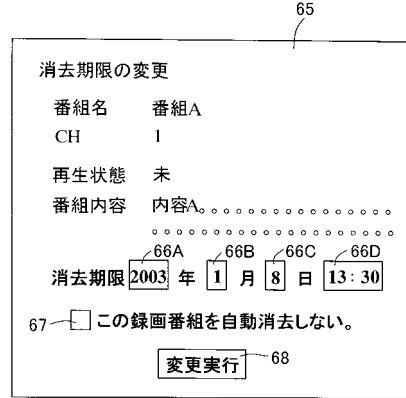 65
消去期限の変更
番組名 番組A
CH 1
再生状態 未
番組内容 内容A。。。。。。。。。。。。。。。
。。。。。。。。。。。。。。。。。。
66A 66B 66C 66D
消去期限 2003 年 1 月 8 日 13:30
67 この録画番組を自動消去しない。
変更実行 68